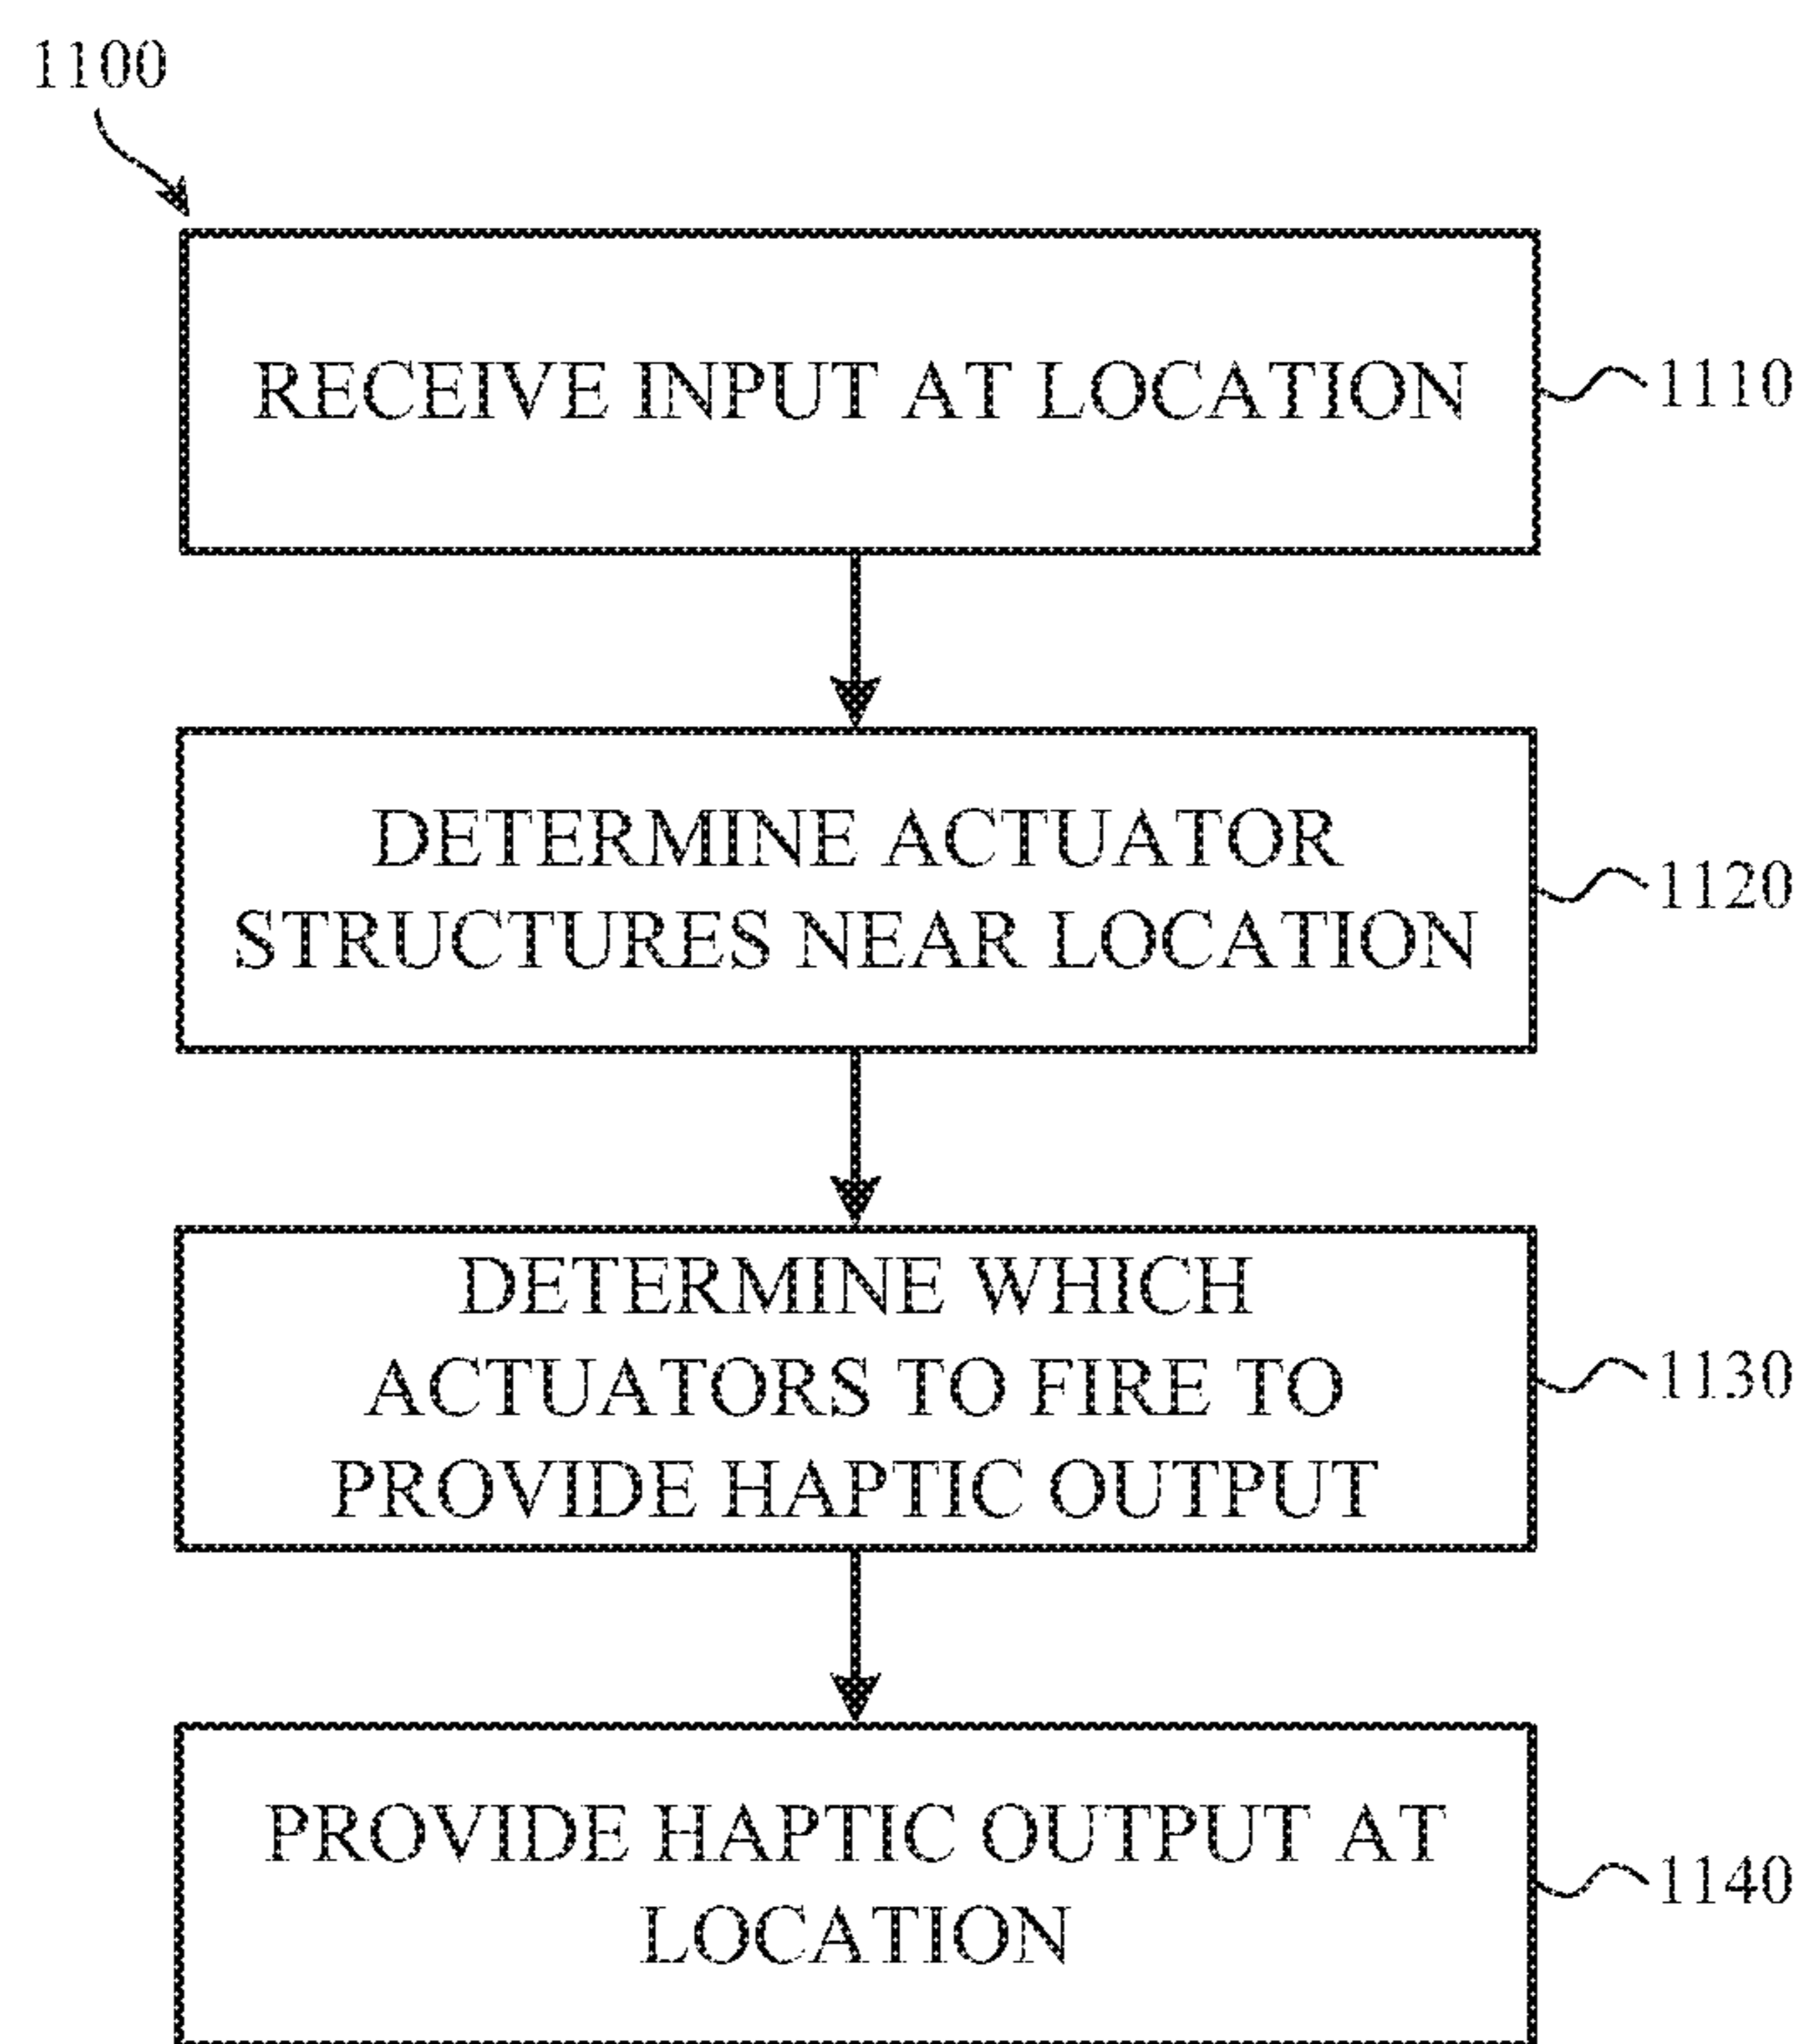 1100
RECEIVE INPUT AT LOCATION
1110
DETERMINE ACTUATOR
STRUCTURES NEAR LOCATION
1120
DETERMINE WHICH
ACTUATORS TO FIRE TO
PROVIDE HAPTIC OUTPUT
1130
PROVIDE HAPTIC OUTPUT AT
LOCATION
1140